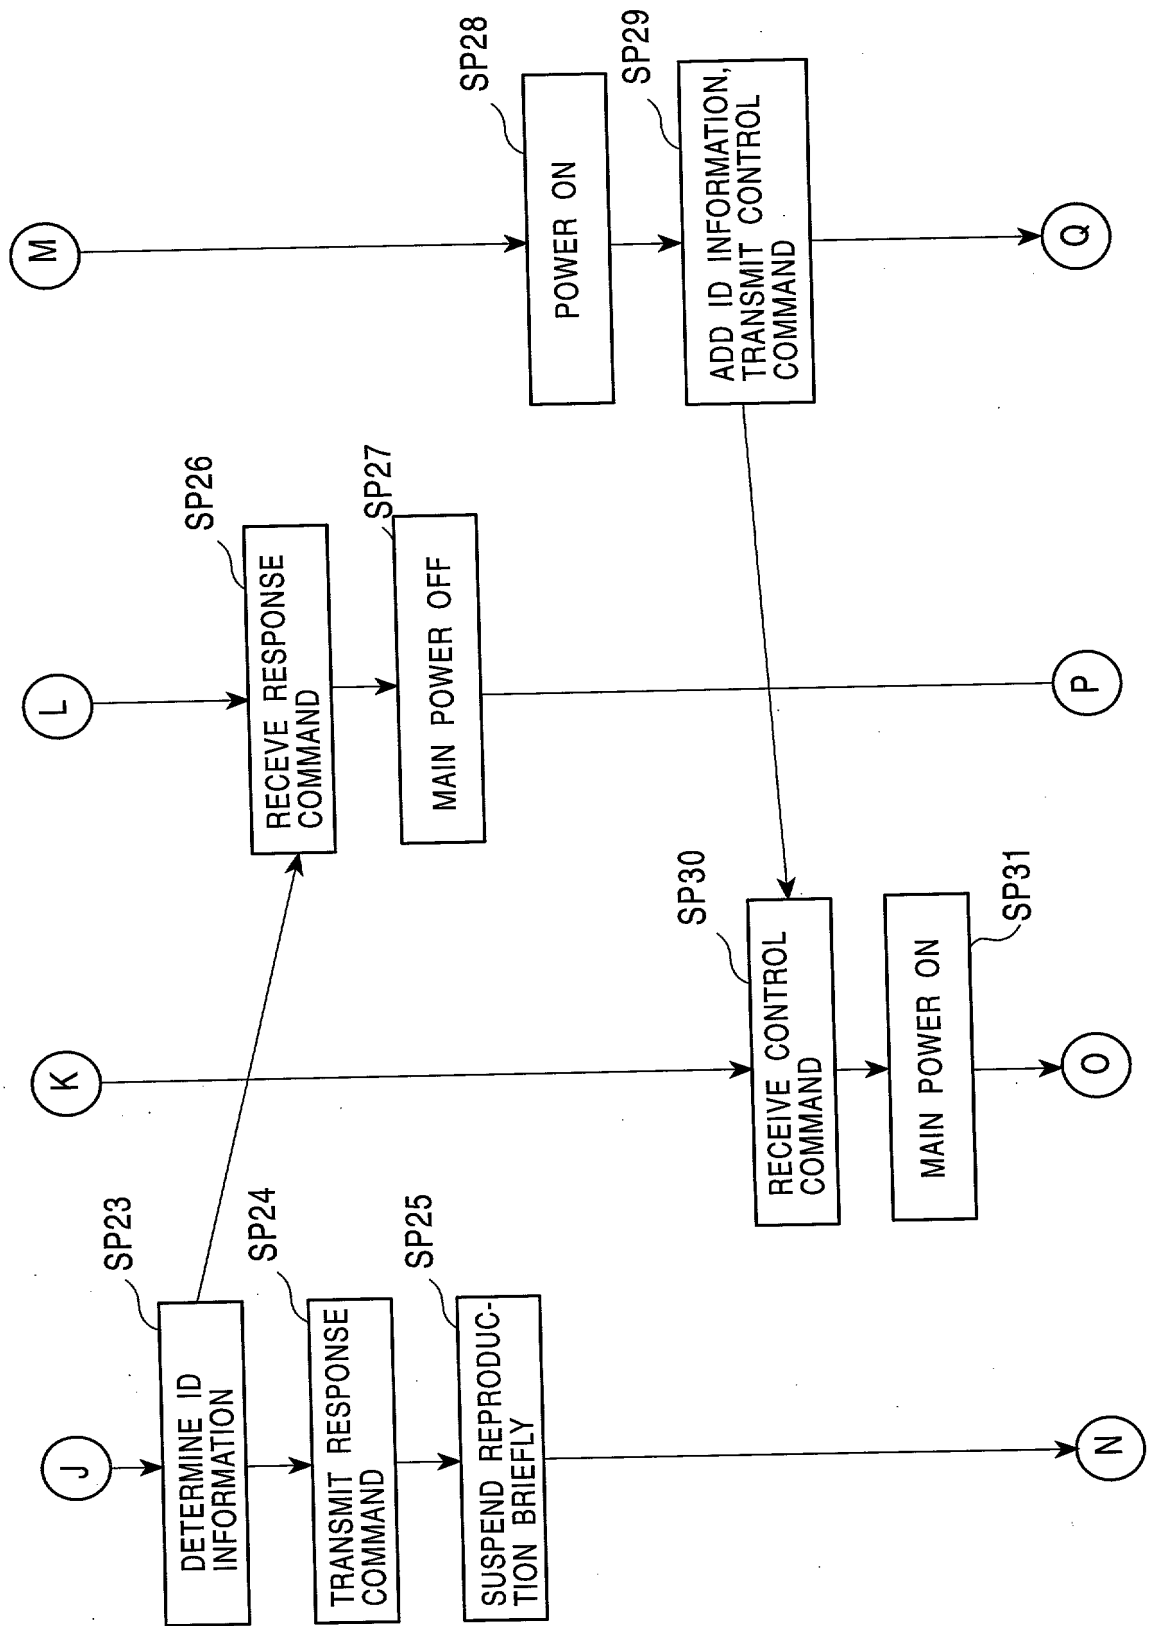 J
SP23
DETERMINE ID
INFORMATION
SP24
TRANSMIT RESPONSE
COMMAND
SP25
SUSPEND REPRODUC-
TION BRIEFLY
N
K
SP30
RECEIVE CONTROL
COMMAND
SP31
MAIN POWER ON
O
L
SP26
RECEVE RESPONSE
COMMAND
SP27
MAIN POWER OFF
P
M
SP28
POWER ON
SP29
ADD ID INFORMATION,
TRANSMIT CONTROL
COMMAND
Q